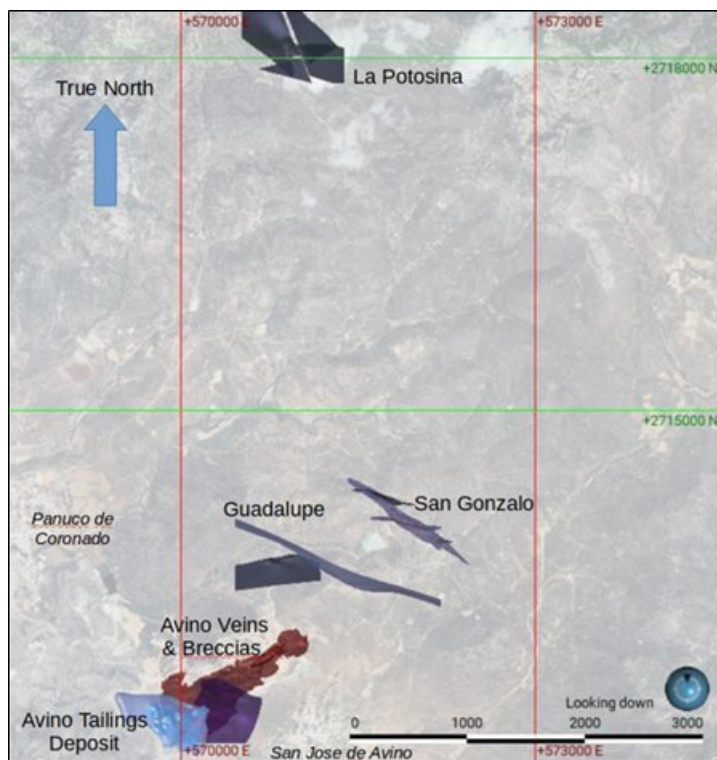 +570000 E
+573000 E
La Potosina
+2718000 N
True North
+2715000 N
Guadalupe
San Gonzalo
Panuco de
Coronado
Avino Veins
& Breccias
Looking down
Avino Tailings
Deposit
0
1000
2000
3000
+570000 E
San Jose de Avino
+573000 E